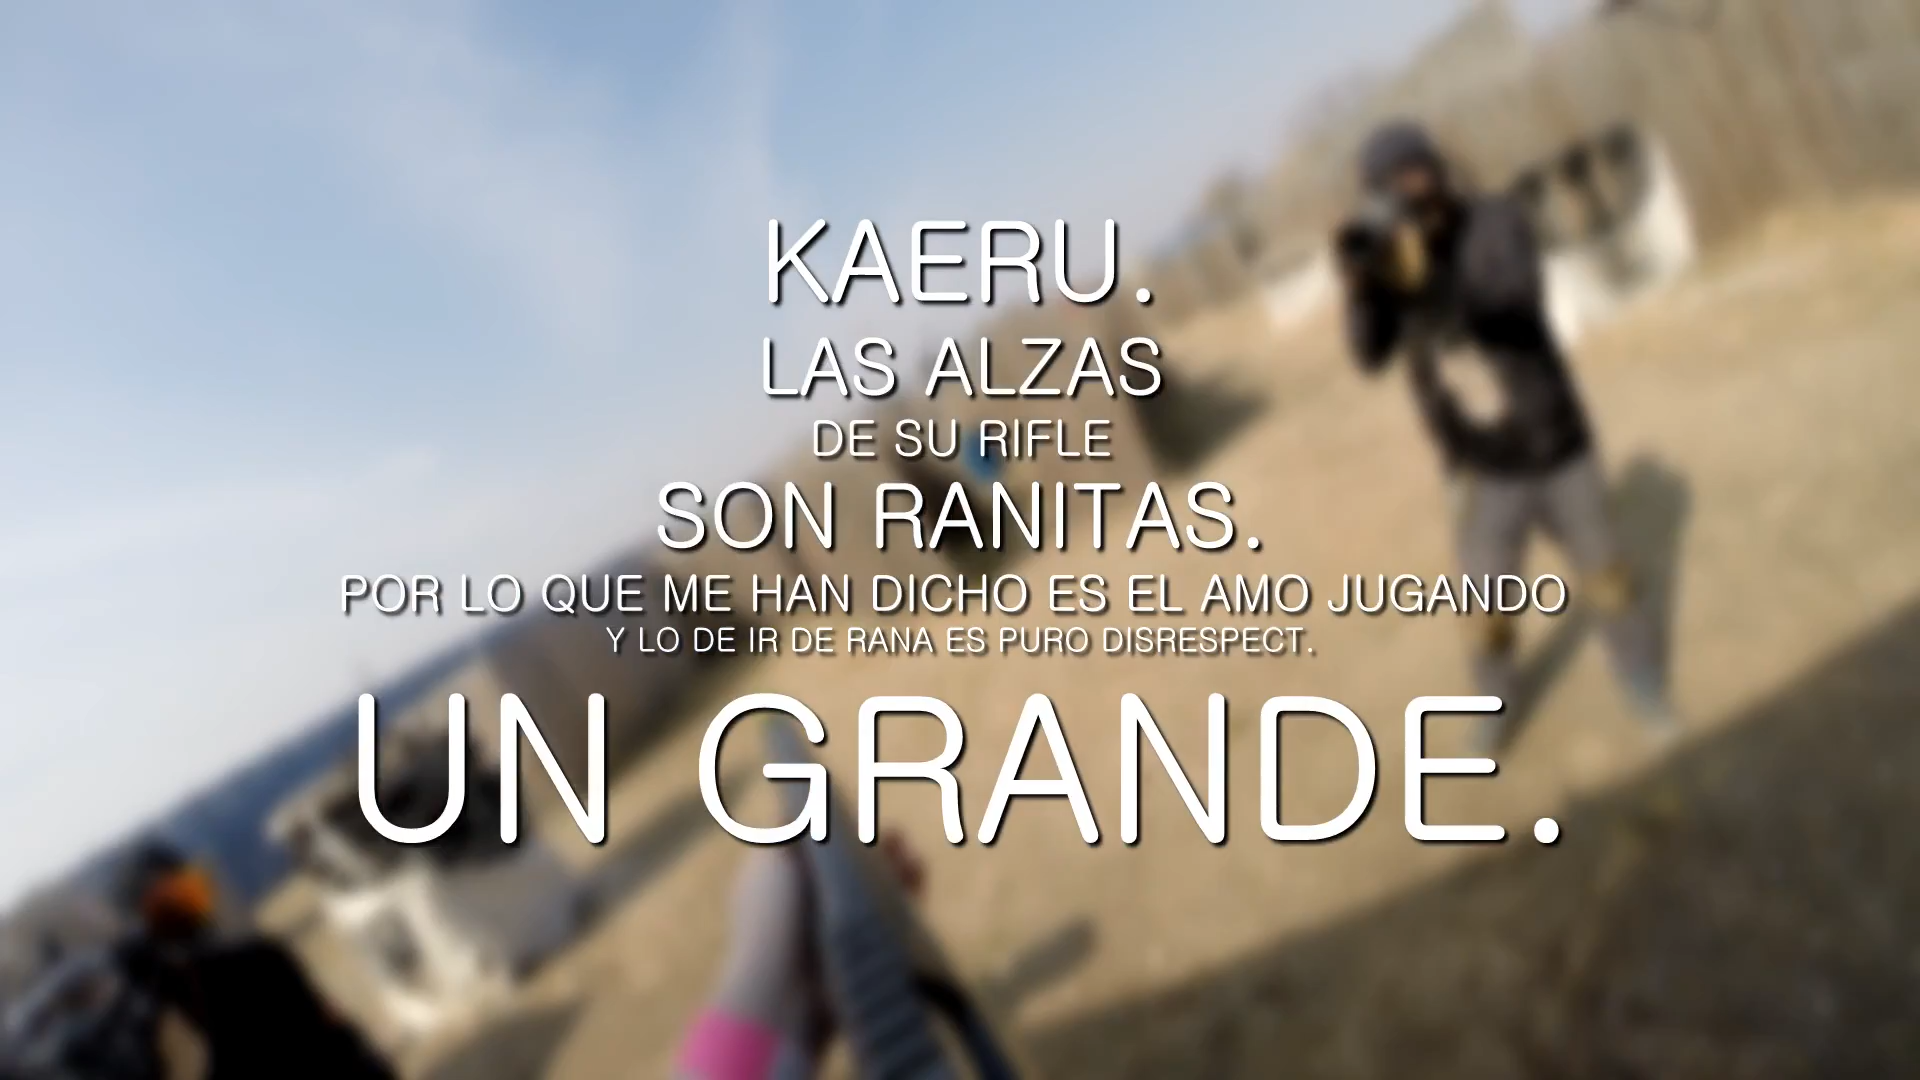 KAERU.
LAS ALZAS
DE SU RIFLE
SON RANITAS.
POR LO QUE ME HAN DICHO ES EL AMO JUGANDO
Y LO DE IR DE RANA ES PURO DISRESPECT.
UN GRANDE.